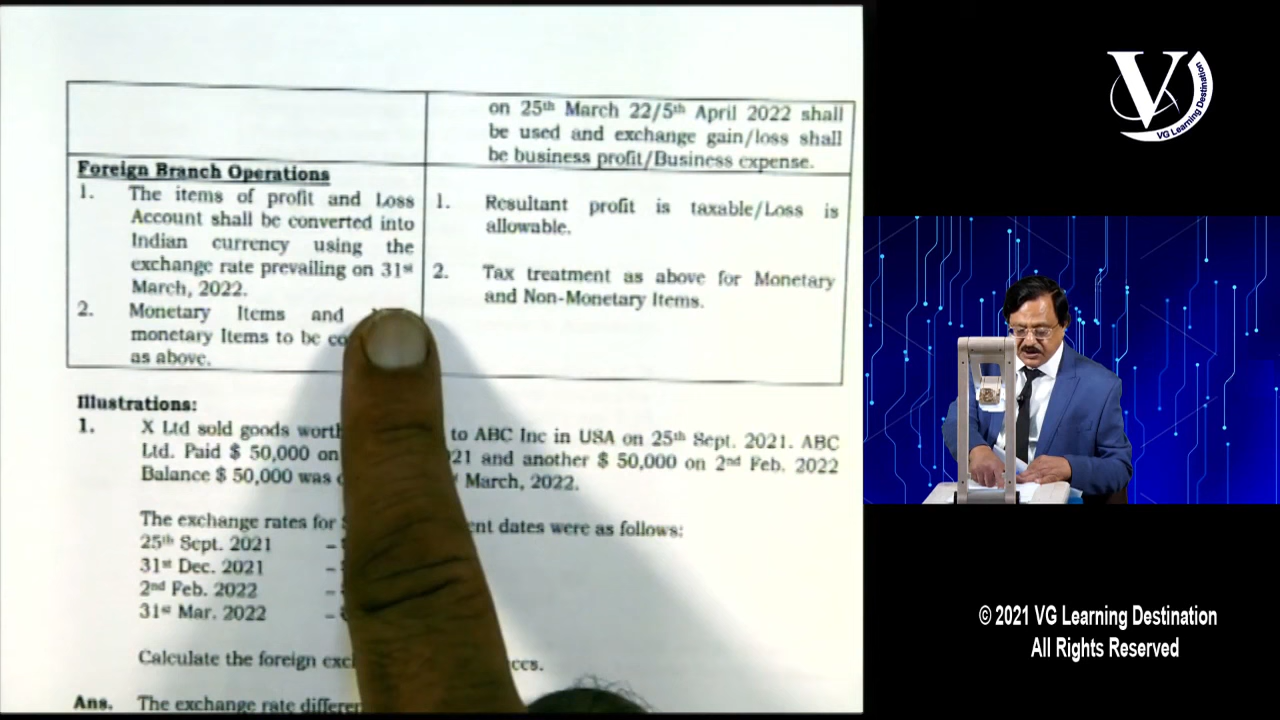 on 25th March 22/5th April 2022 shall
be used and exchange gain/loss shall
be business profit/Business expense.
Foreign Branch Operations
1. The items of profit and Loss
Account shall be converted into
Indian currency using the
exchange rate prevailing on 31st
March, 2022.
2. Monetary Items and
monetary Items to be
as above.
1. Resultant profit is taxable/Loss is
allowable.
2. Tax treatment as above for Monetary
and Non-Monetary Items.
Illustrations:
1. X Ltd sold goods to ABC Inc in USA on 25th Sept. 2021. ABC
Ltd. Paid $ 50,000 on and another $ 50,000 on 2nd Feb. 2022
Balance $ 50,000 was March, 2022.
The exchange rates for dates were as follows:
25th Sept. 2021 –
31st Dec. 2021 –
2nd Feb. 2022 –
31st Mar. 2022 –
Calculate the foreign
Ans. The exchange rate
V
VG Learning Destination
© 2021 VG Learning Destination
All Rights Reserved